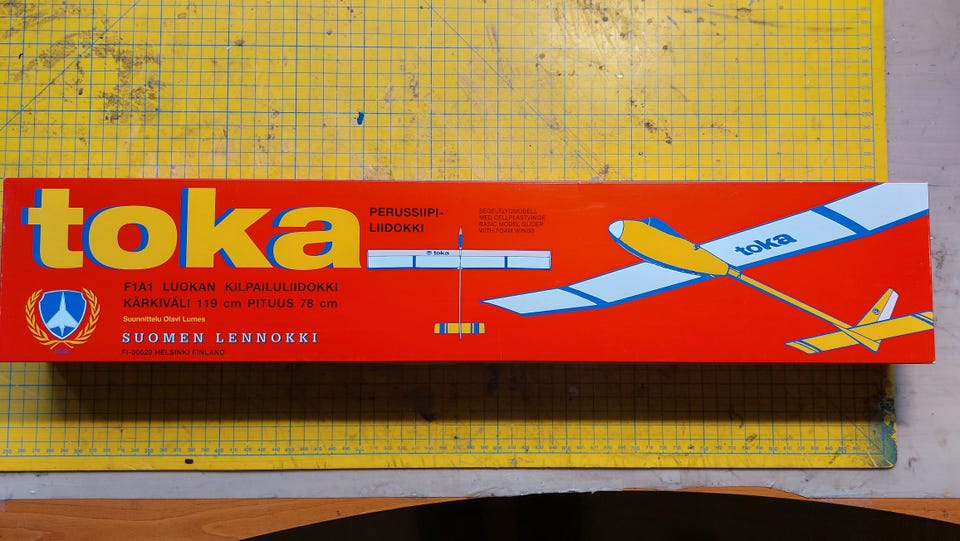 toka
PERUSSIIPI-
LIIDOKKI
SEGELFLYGMODELL
MED CELLPLASTVINGE
BASIC MODEL GLIDER
WITH FOAM WINGS
toka
toka
F1A1 LUOKAN KILPAILULIIDOKKI
KÄRKIVÄLI 119 cm PITUUS 78 cm
Suunnittelu Olavi Lumes
SUOMEN LENNOKKI
FI-00620 HELSINKI FINLAND